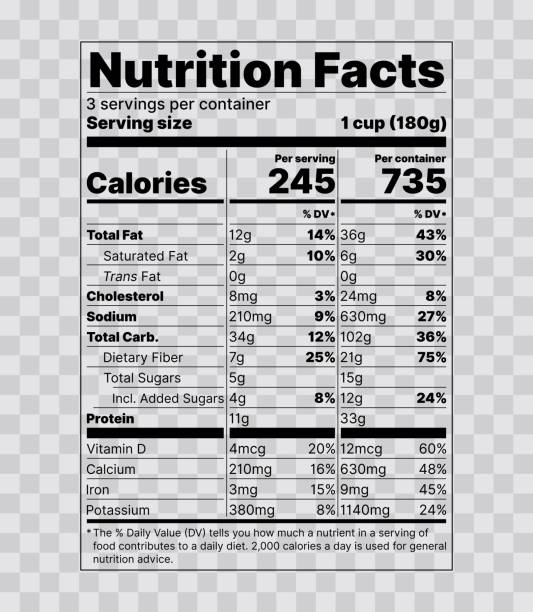 Nutrition Facts
3 servings per container
Serving size 1 cup (180g)
Per serving Per container
Calories 245 735
% DV* % DV*
Total Fat 12g 14% 36g 43%
Saturated Fat 2g 10% 6g 30%
Trans Fat 0g 0g
Cholesterol 8mg 3% 24mg 8%
Sodium 210mg 9% 630mg 27%
Total Carb. 34g 12% 102g 36%
Dietary Fiber 7g 25% 21g 75%
Total Sugars 5g 15g
Incl. Added Sugars 4g 8% 12g 24%
Protein 11g 33g
Vitamin D 4mcg 20% 12mcg 60%
Calcium 210mg 16% 630mg 48%
Iron 3mg 15% 9mg 45%
Potassium 380mg 8% 1140mg 24%
* The % Daily Value (DV) tells you how much a nutrient in a serving of
food contributes to a daily diet. 2,000 calories a day is used for general
nutrition advice.